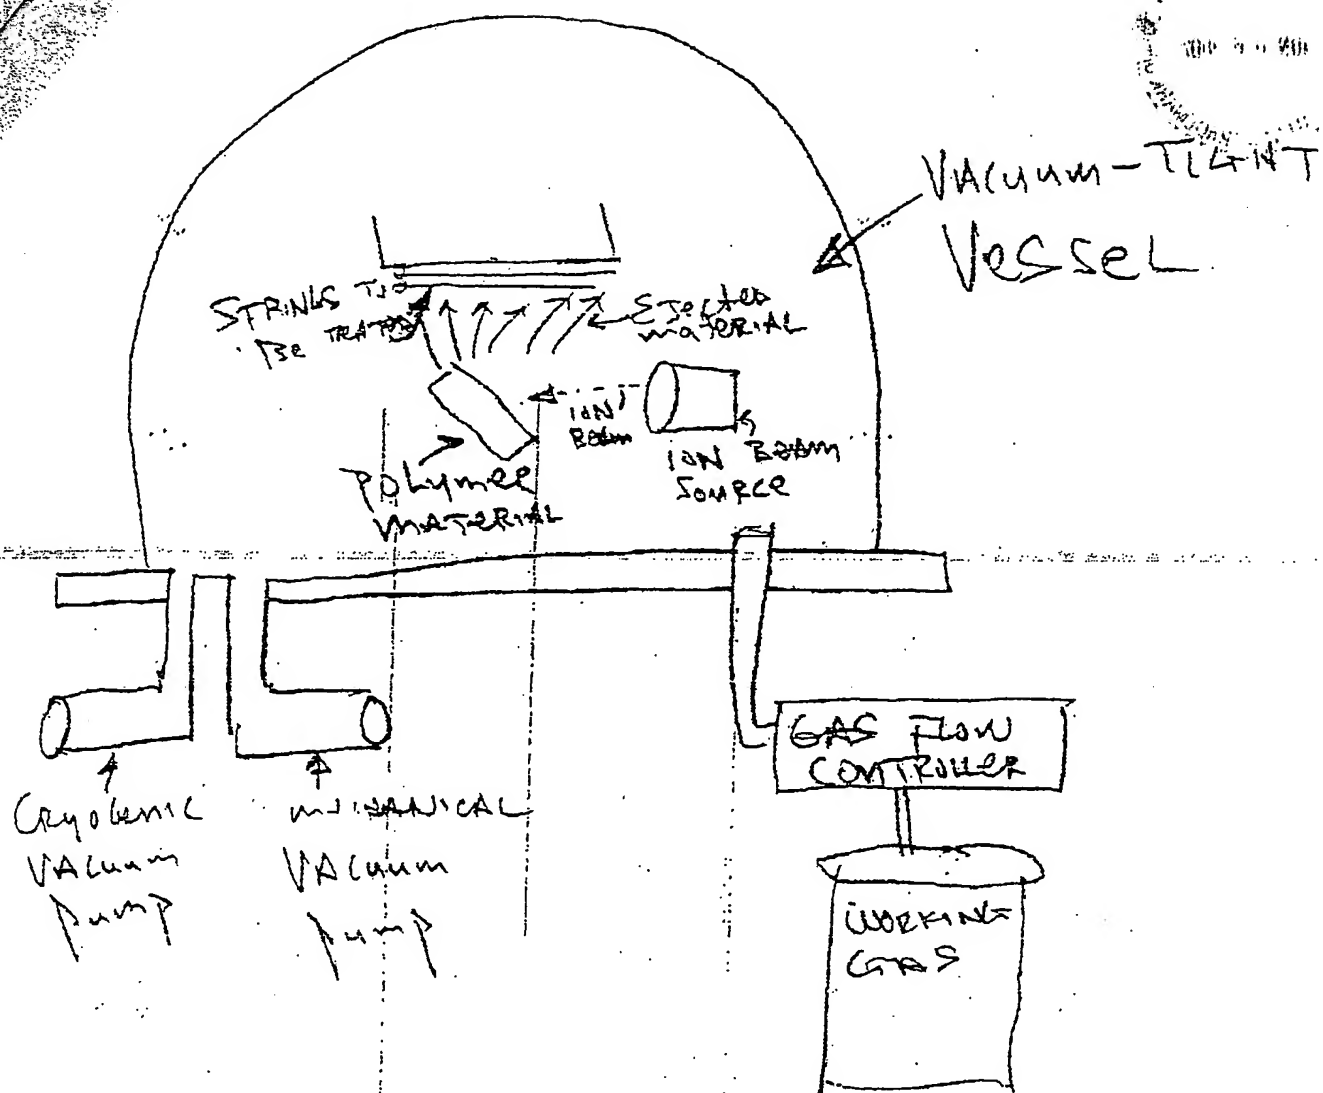 VACUUM-TIGHT
VESSEL
STRINGS TO
BE TREATED
EJECTED
MATERIAL
ION
BEAM
ION BEAM
SOURCE
POLYMER
MATERIAL
GAS FLOW
CONTROLLER
CRYOGENIC
VACUUM
PUMP
MECHANICAL
VACUUM
PUMP
WORKING
GAS